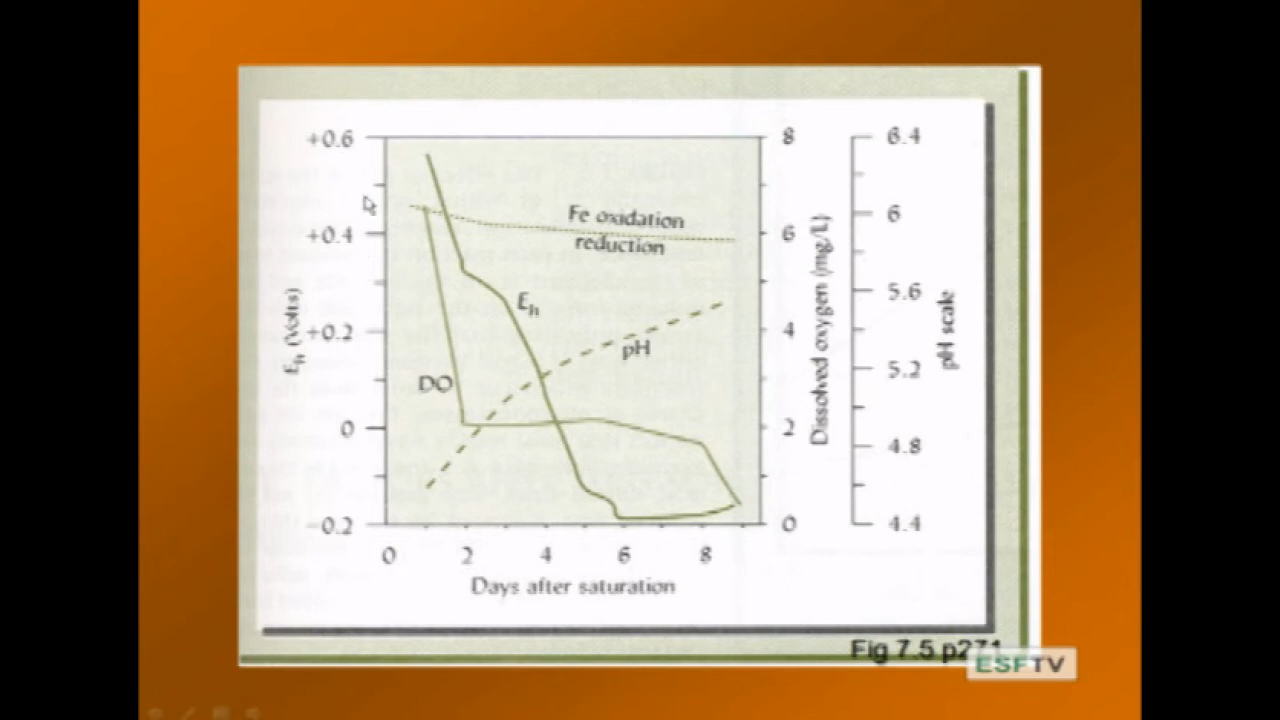 +0.6
+0.4
+0.2
0
−0.2
Eh (Volts)
Fe oxidation
reduction
Eh
pH
DO
0 2 4 6 8
Days after saturation
8
6
4
2
0
Dissolved oxygen (mg/L)
6.4
6
5.6
5.2
4.8
4.4
pH scale
Fig 7.5 p271
ESFTV